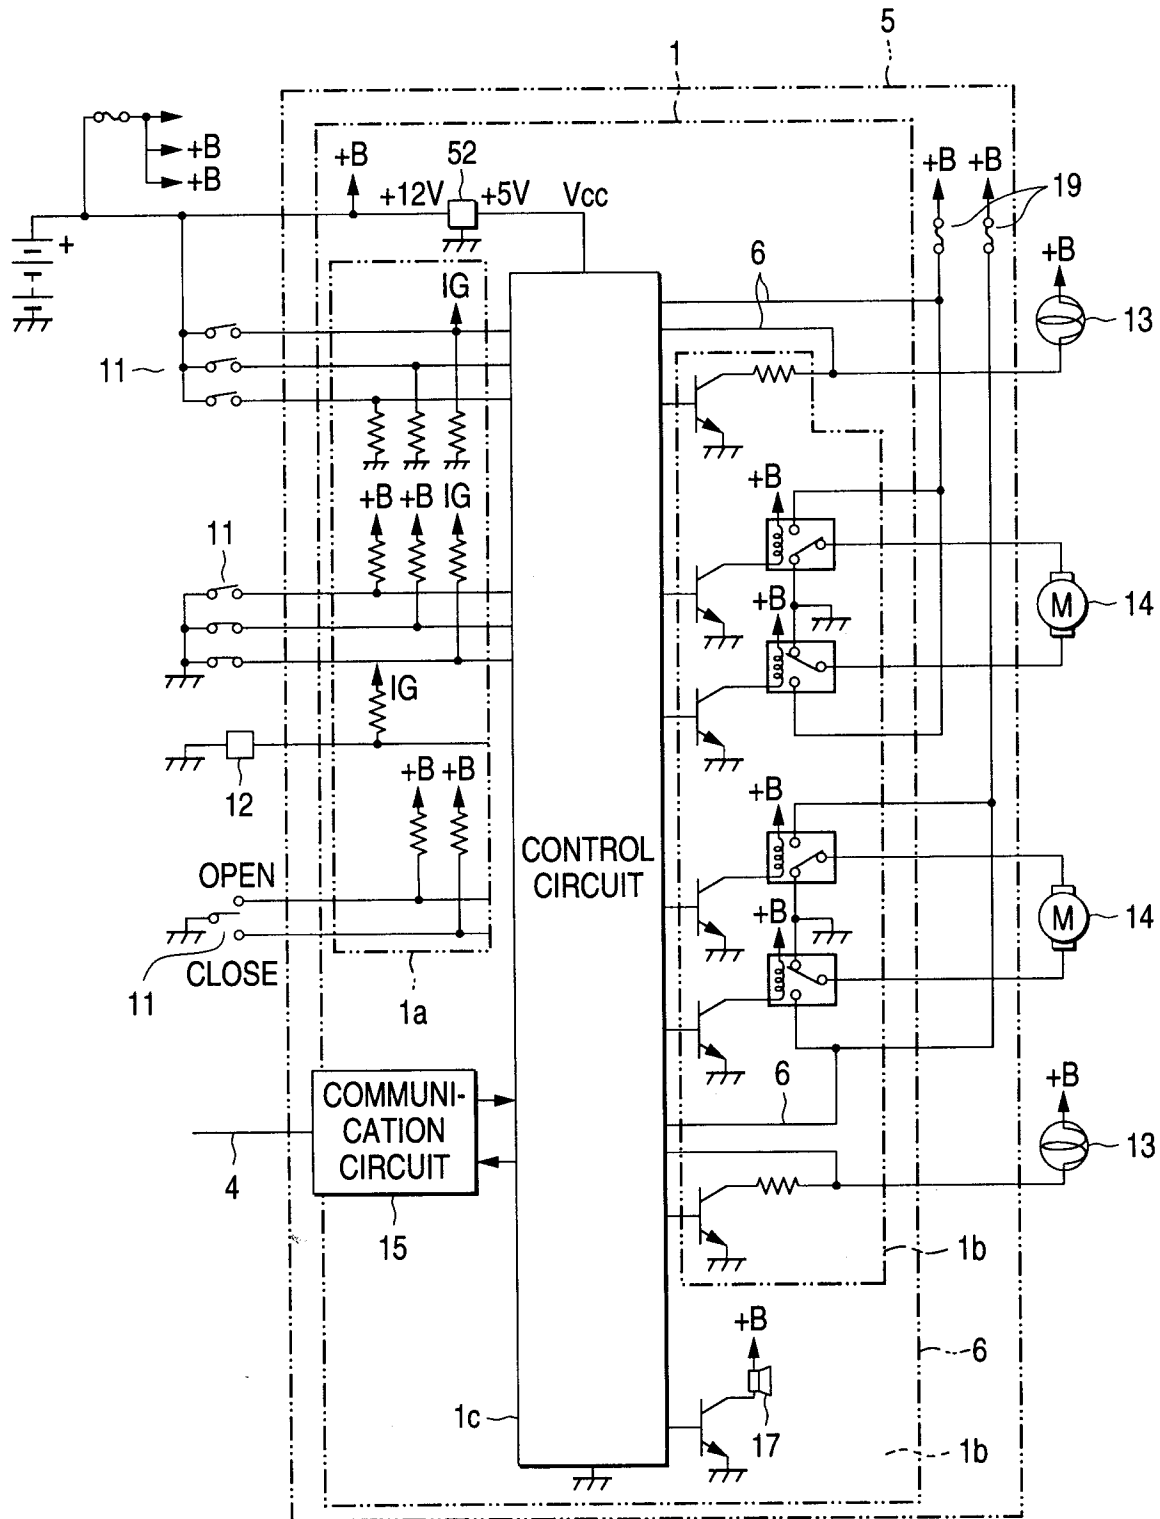 5
1
+B
+B
+B
52
+12V
+5V
Vcc
+B
+B
19
+
IG
6
+B
6
13
11
+B
+B
IG
+B
11
+B
M
14
IG
12
+B
+B
+B
CONTROL
CIRCUIT
OPEN
+B
M
14
CLOSE
11
1a
COMMUNI-
CATION
CIRCUIT
6
+B
13
4
15
1b
+B
6
1c
17
1b